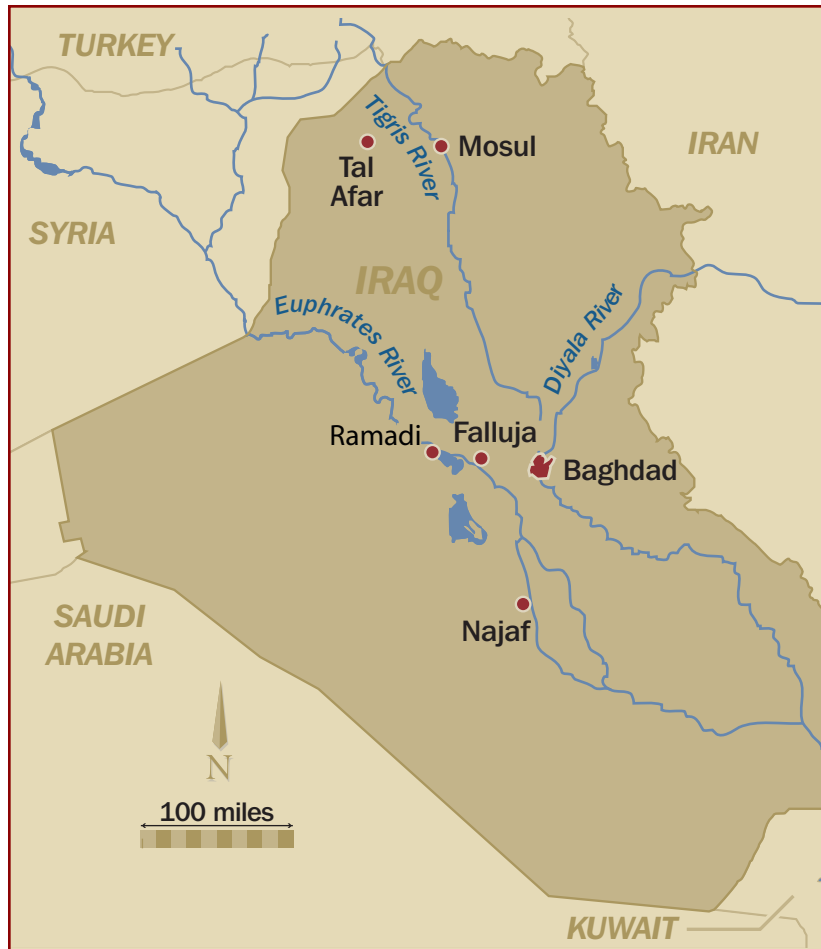 TURKEY
Tigris River
Mosul
IRAN
Tal
Afar
SYRIA
IRAQ
Euphrates River
Diyala River
Ramadi
Falluja
Baghdad
SAUDI
ARABIA
Najaf
N
100 miles
KUWAIT